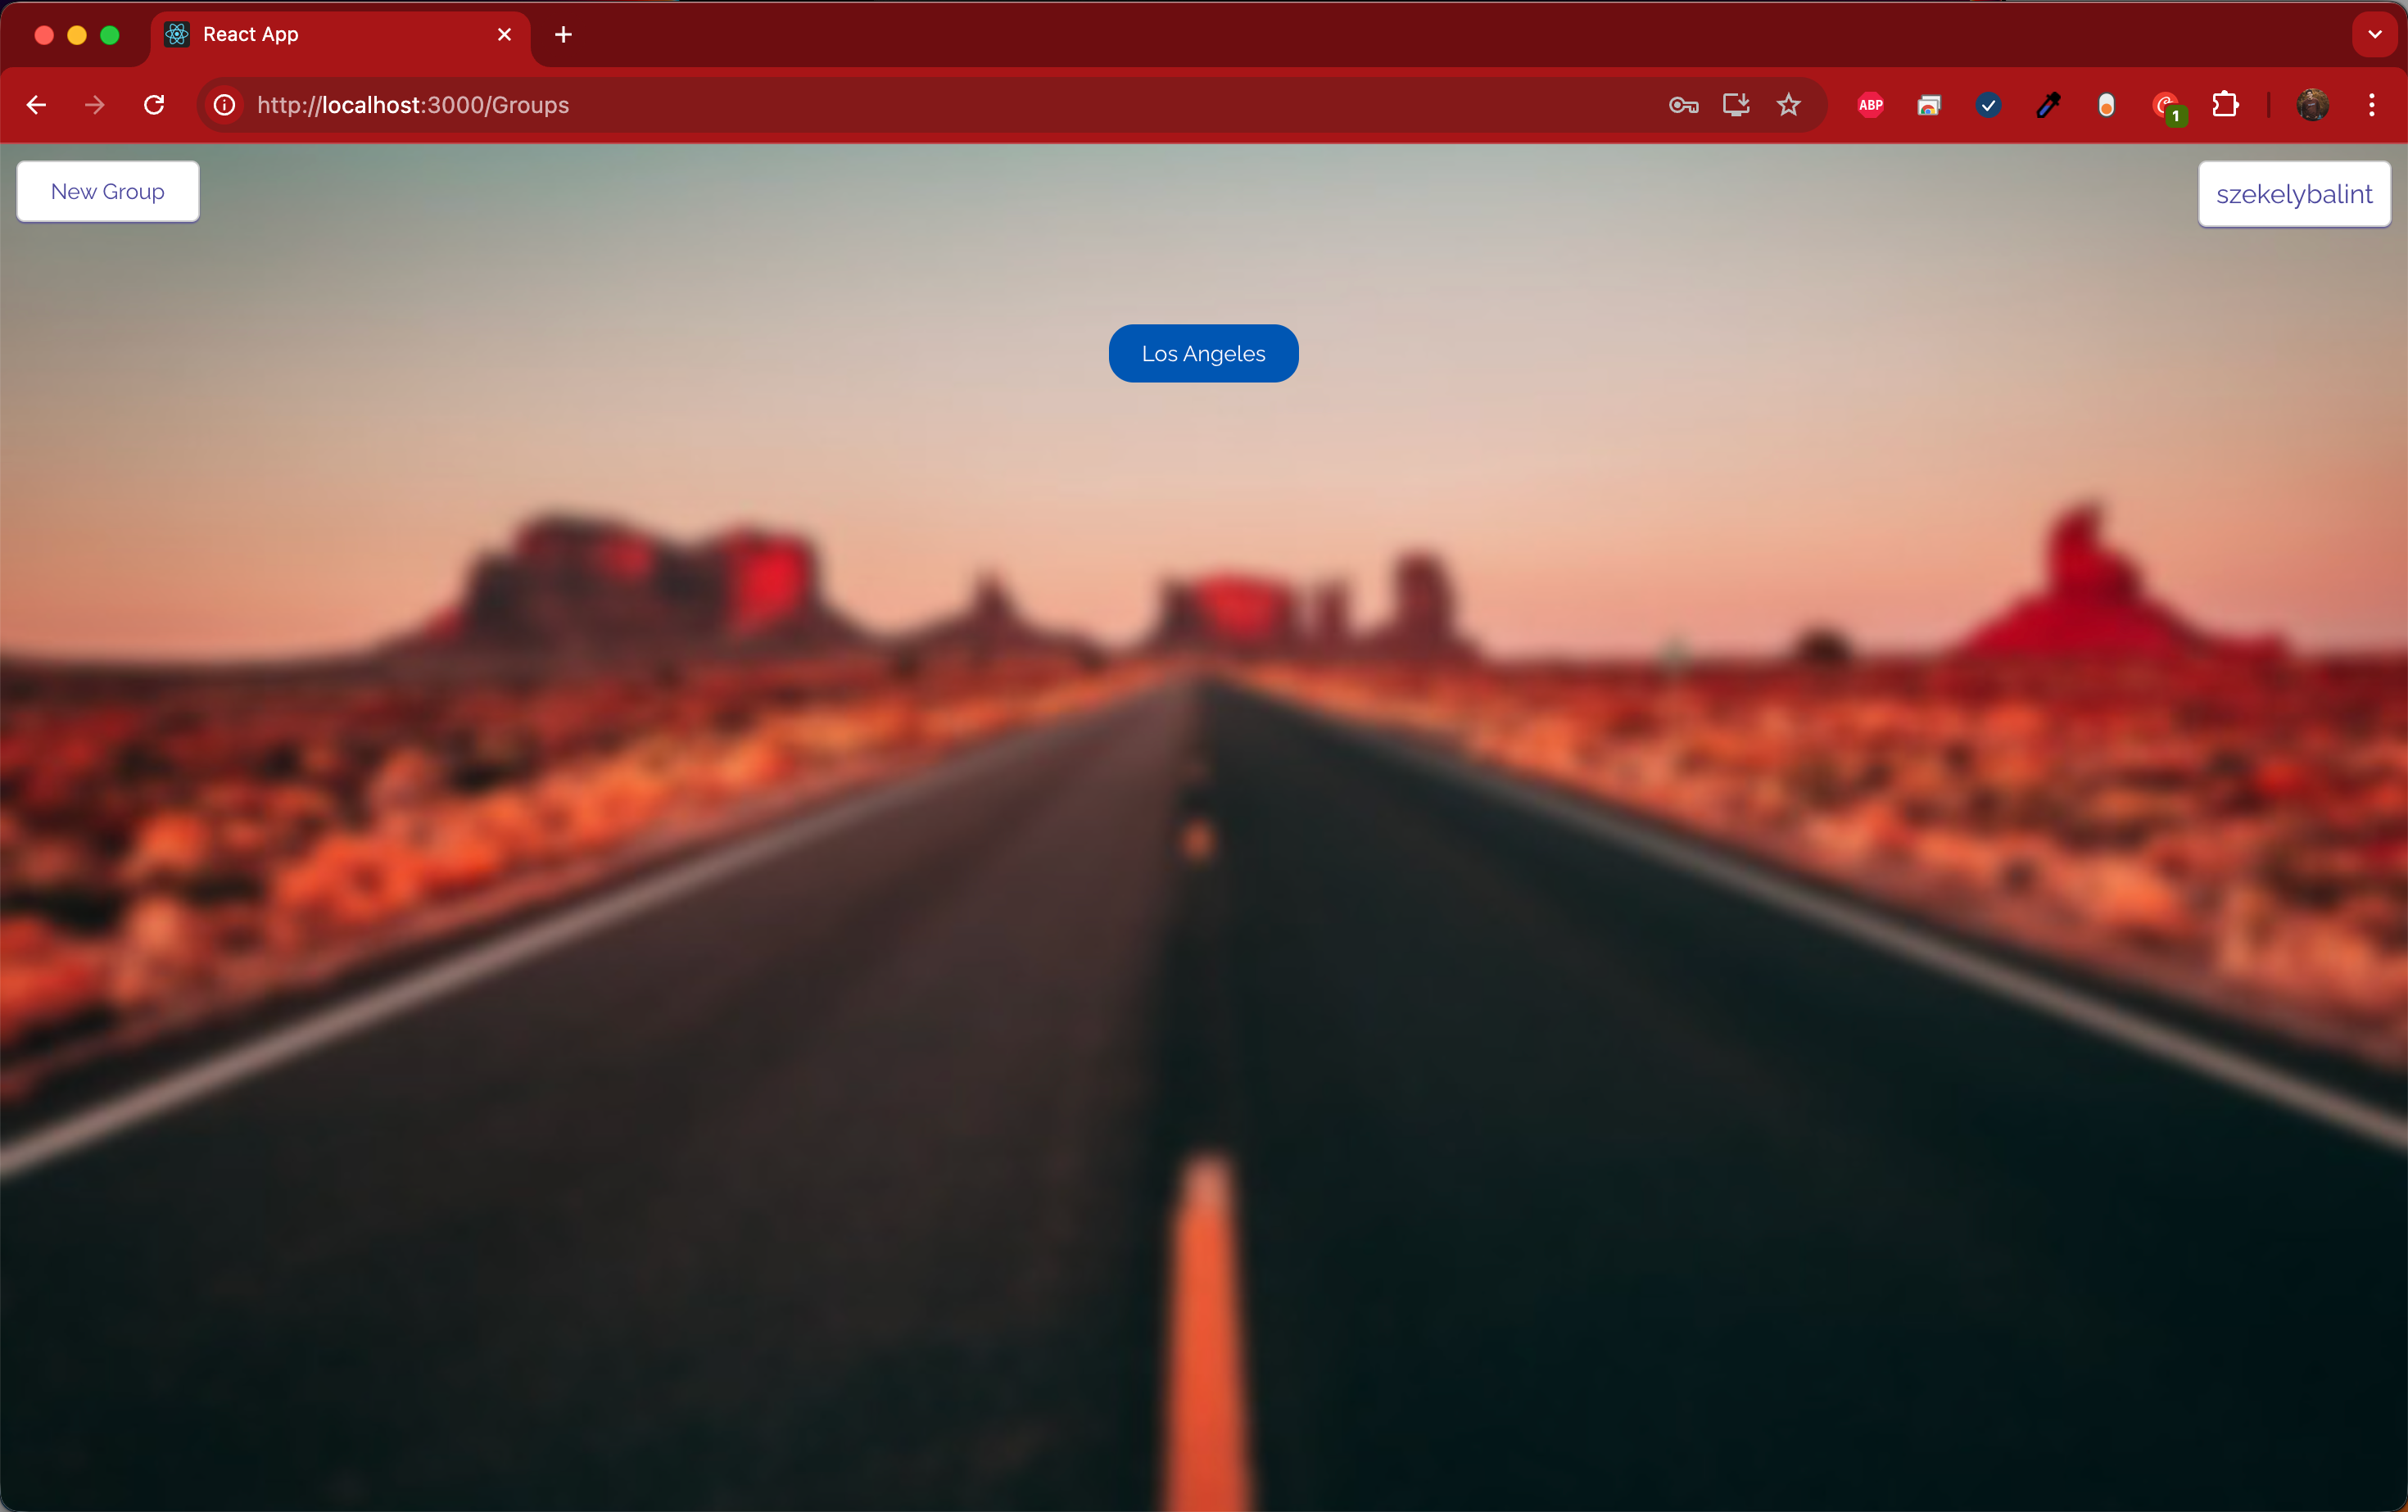 React App
http://localhost:3000/Groups
ABP
1
New Group
szekelybalint
Los Angeles